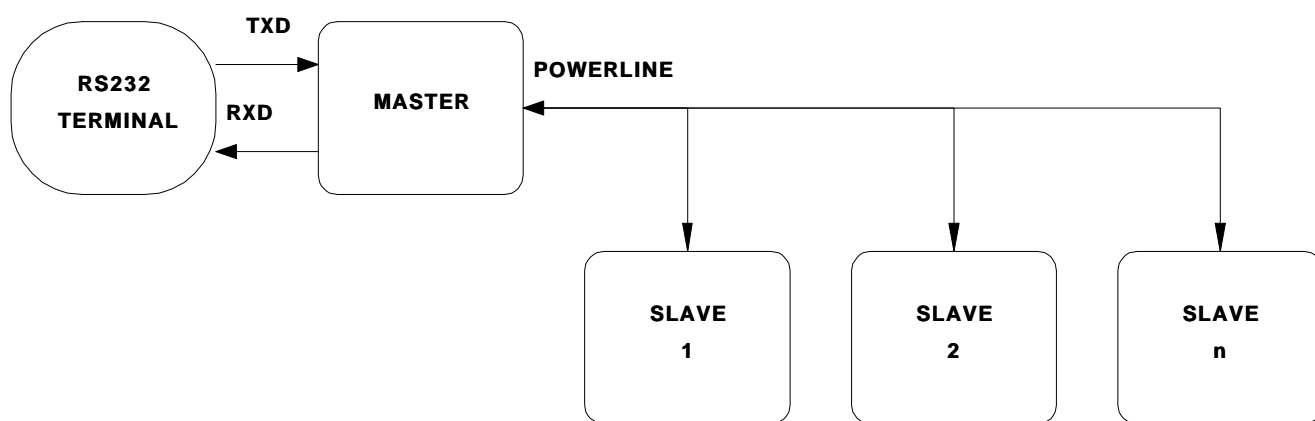 TXD
RS232
TERMINAL
RXD
MASTER
POWERLINE
SLAVE
1
SLAVE
2
SLAVE
n